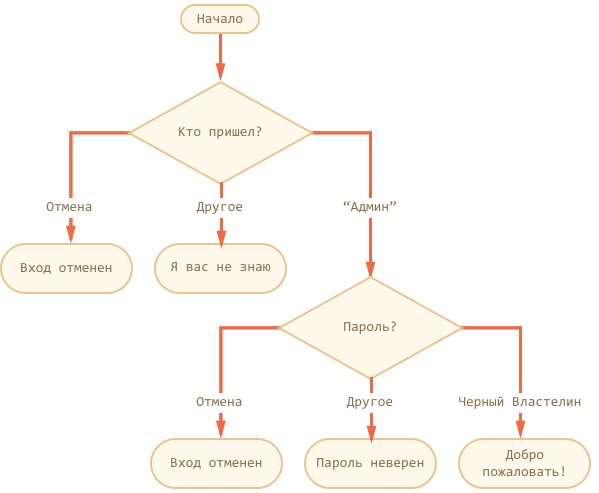 Начало
Кто пришел?
Отмена
Другое
“Админ”
Вход отменен
Я вас не знаю
Пароль?
Отмена
Другое
Черный Властелин
Вход отменен
Пароль неверен
Добро
пожаловать!